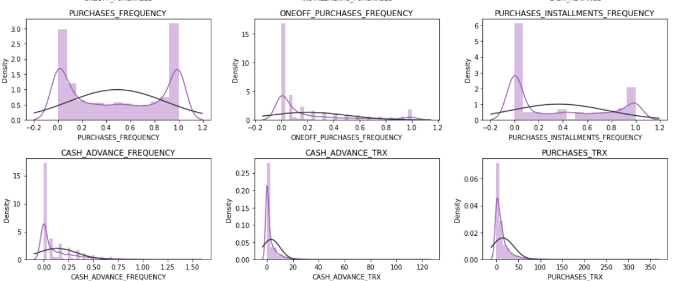 ONEOFF_PURCHASES INSTALLMENTS_PURCHASES CASH_ADVANCE
PURCHASES_FREQUENCY ONEOFF_PURCHASES_FREQUENCY PURCHASES_INSTALLMENTS_FREQUENCY
Density
3.0
2.5
2.0
1.5
1.0
0.5
0.0
−0.2 0.0 0.2 0.4 0.6 0.8 1.0 1.2
PURCHASES_FREQUENCY
Density
15
10
5
0
−0.2 0.0 0.2 0.4 0.6 0.8 1.0 1.2
ONEOFF_PURCHASES_FREQUENCY
Density
6
5
4
3
2
1
0
−0.2 0.0 0.2 0.4 0.6 0.8 1.0 1.2
PURCHASES_INSTALLMENTS_FREQUENCY
CASH_ADVANCE_FREQUENCY CASH_ADVANCE_TRX PURCHASES_TRX
Density
15
10
5
0
0.00 0.25 0.50 0.75 1.00 1.25 1.50
CASH_ADVANCE_FREQUENCY
Density
0.25
0.20
0.15
0.10
0.05
0.00
0 20 40 60 80 100 120
CASH_ADVANCE_TRX
Density
0.06
0.04
0.02
0.00
0 50 100 150 200 250 300 350
PURCHASES_TRX